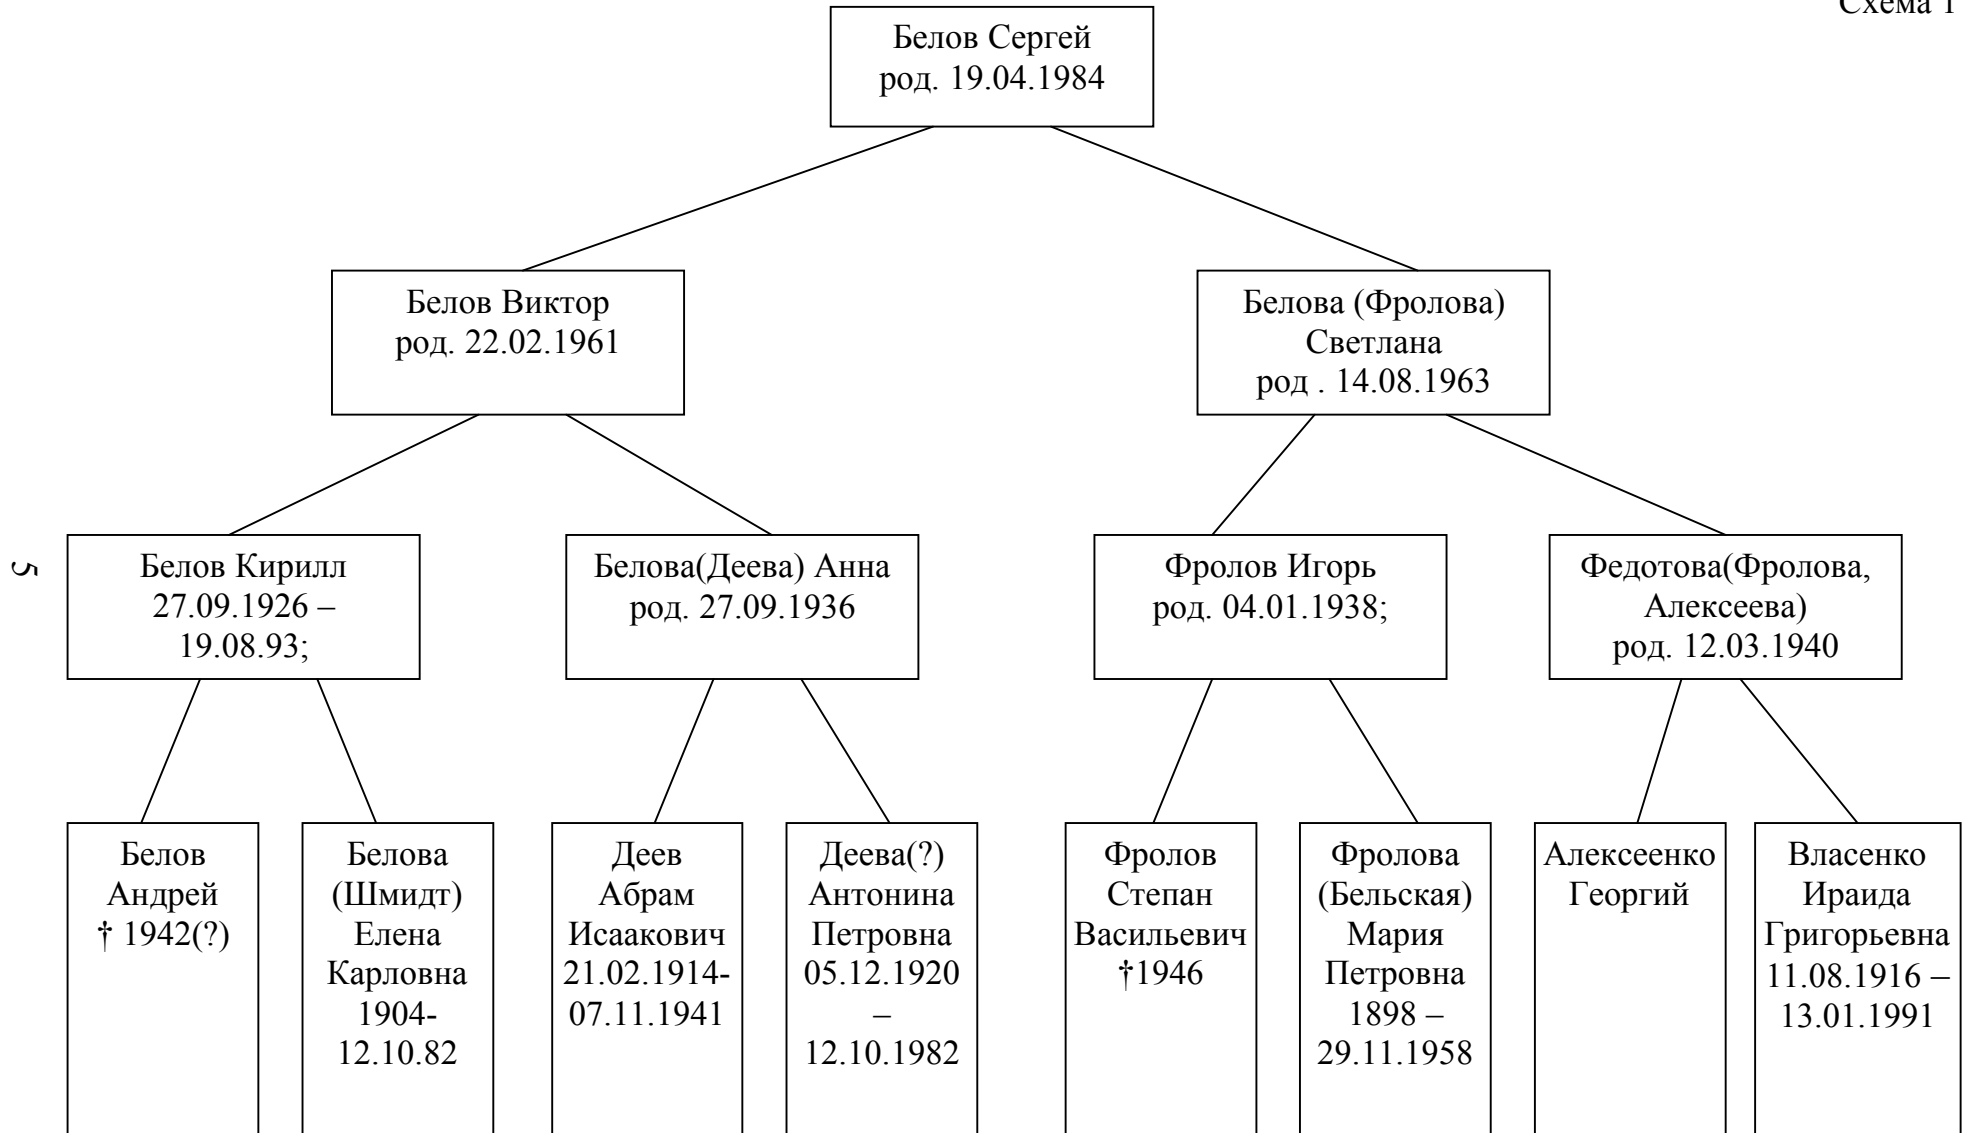 Схема 1
Белов Сергей
род. 19.04.1984
Белов Виктор
род. 22.02.1961
Белова (Фролова)
Светлана
род . 14.08.1963
5
Белов Кирилл
27.09.1926 –
19.08.93;
Белова(Деева) Анна
род. 27.09.1936
Фролов Игорь
род. 04.01.1938;
Федотова(Фролова,
Алексеева)
род. 12.03.1940
Белов
Андрей
† 1942(?)
Белова
(Шмидт)
Елена
Карловна
1904-
12.10.82
Деев
Абрам
Исаакович
21.02.1914-
07.11.1941
Деева(?)
Антонина
Петровна
05.12.1920
–
12.10.1982
Фролов
Степан
Васильевич
†1946
Фролова
(Бельская)
Мария
Петровна
1898 –
29.11.1958
Алексеенко
Георгий
Власенко
Ираида
Григорьевна
11.08.1916 –
13.01.1991